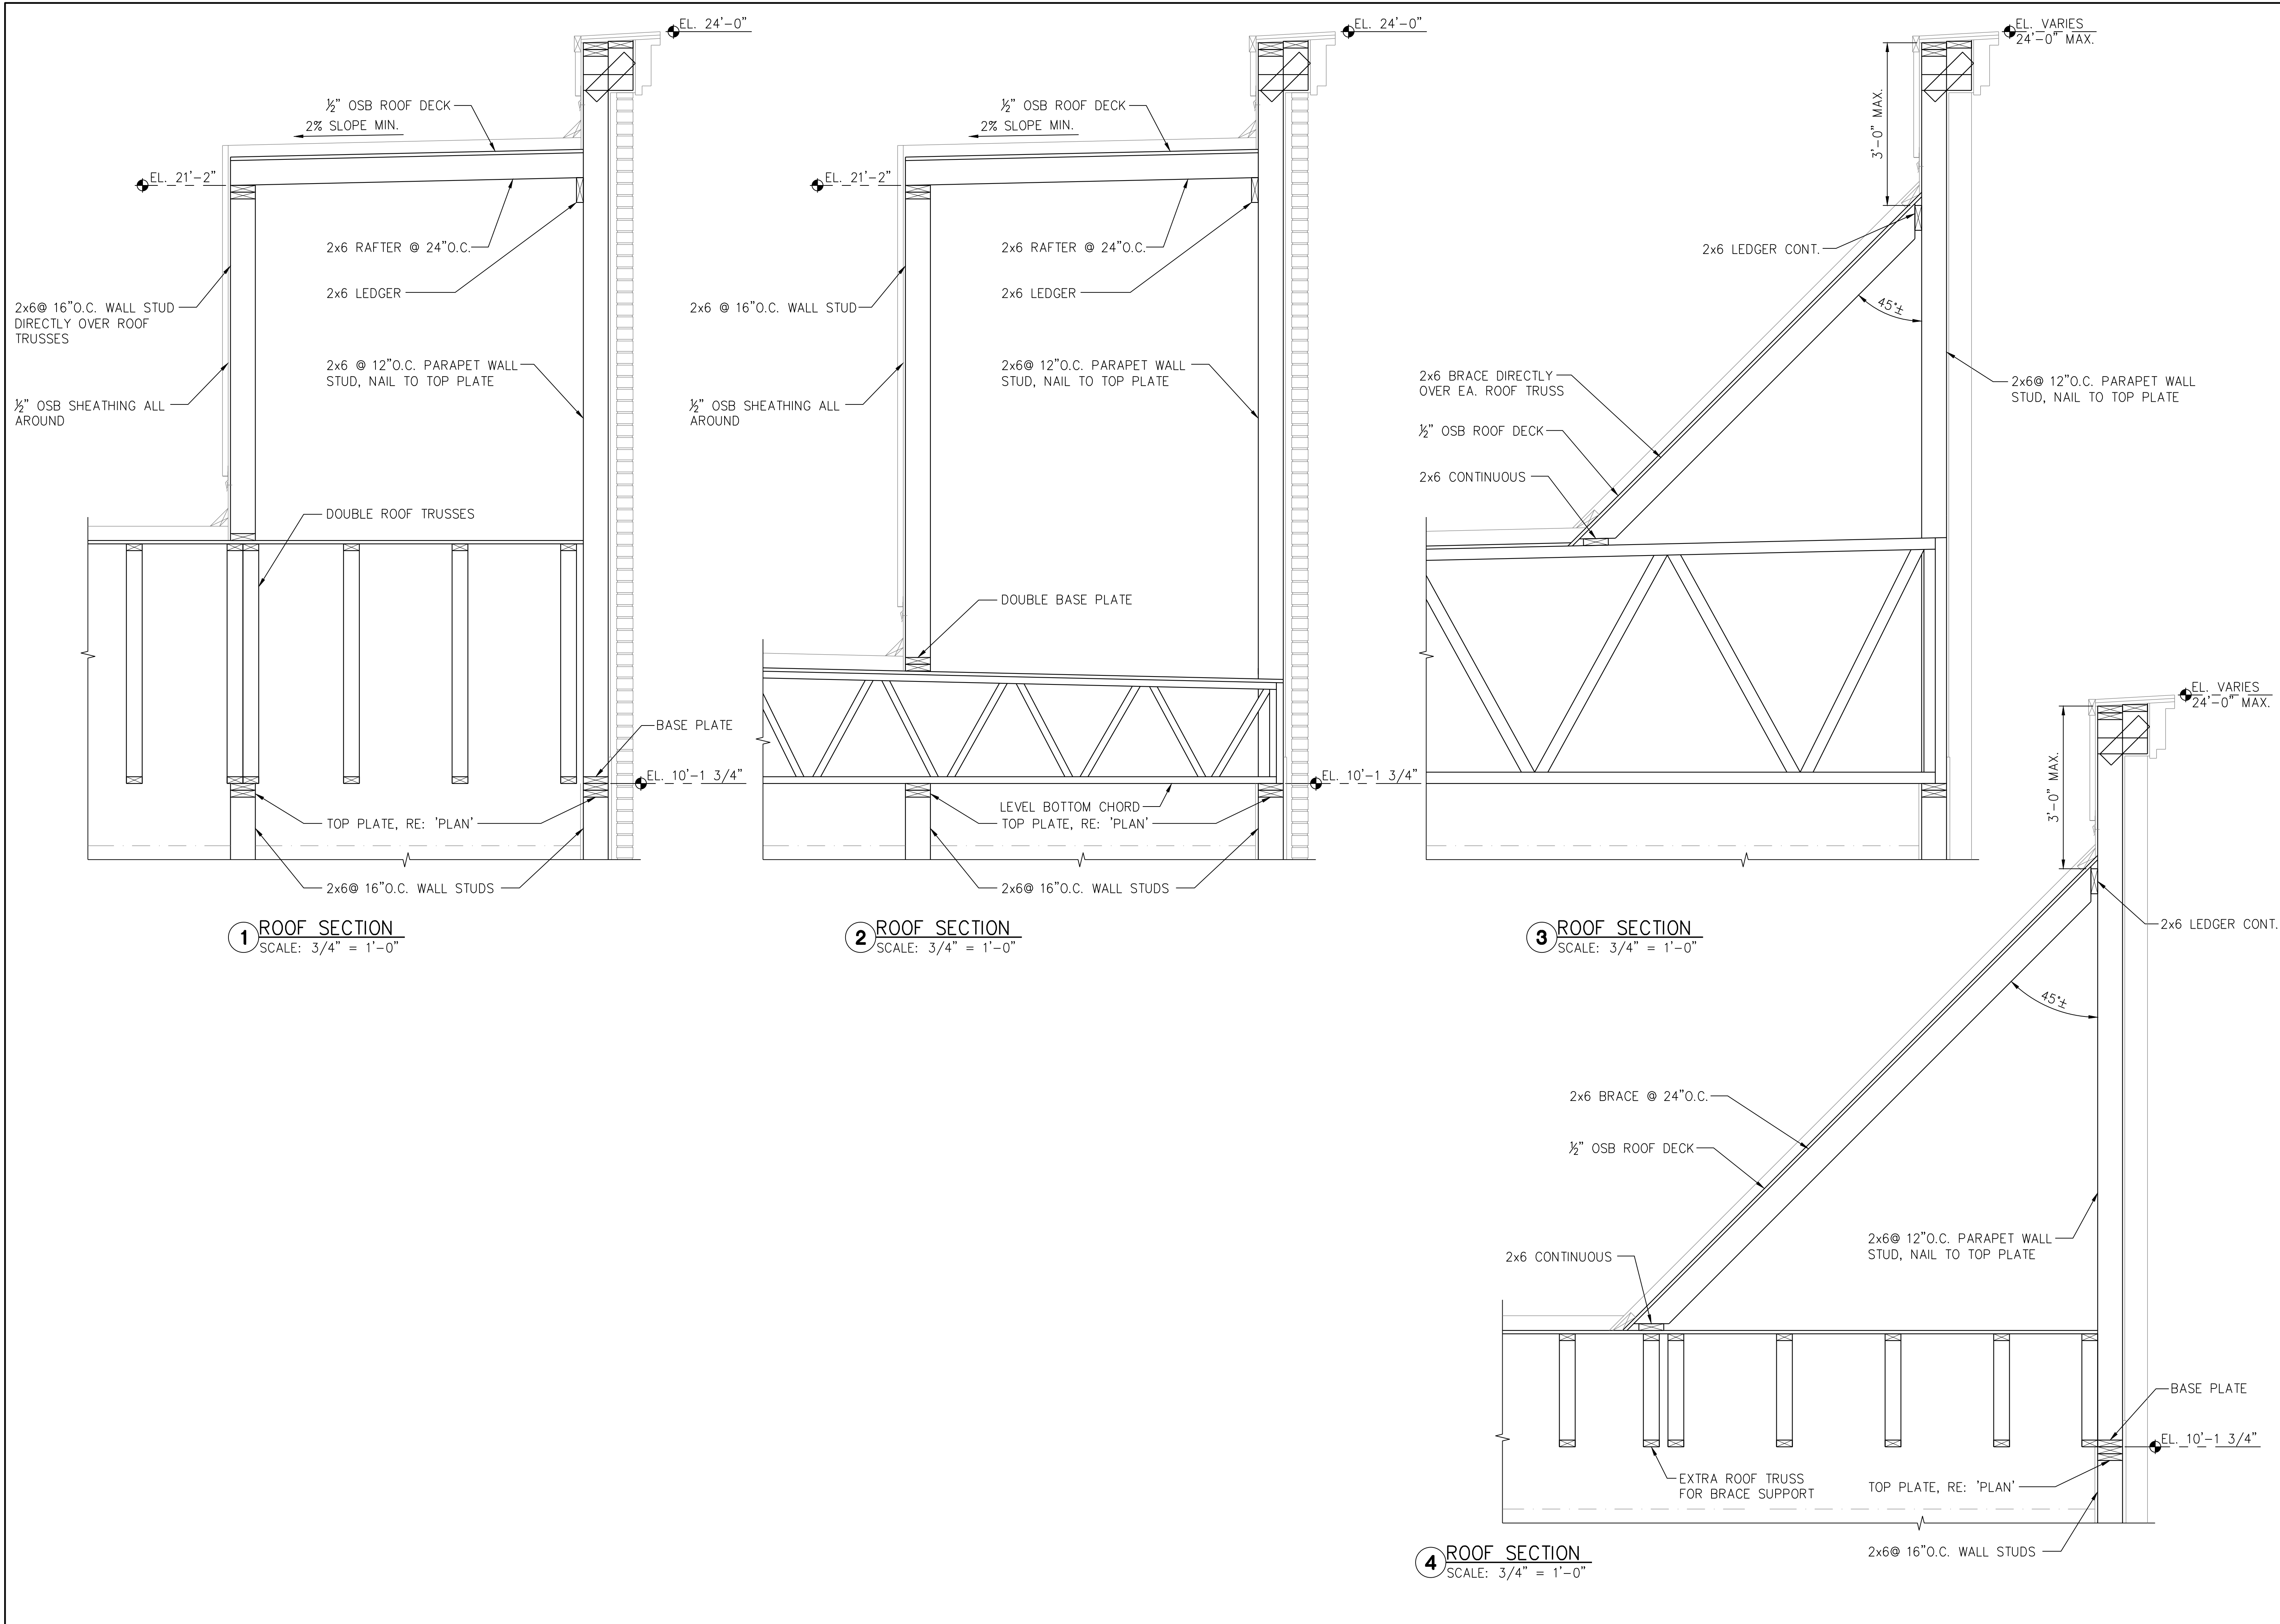 EL. 24'-0"
½" OSB ROOF DECK
2% SLOPE MIN.
EL. 21'-2"
2x6 RAFTER @ 24"O.C.
2x6 LEDGER
2x6@ 16"O.C. WALL STUD
DIRECTLY OVER ROOF
TRUSSES
2x6 @ 12"O.C. PARAPET WALL
STUD, NAIL TO TOP PLATE
½" OSB SHEATHING ALL
AROUND
DOUBLE ROOF TRUSSES
BASE PLATE
EL. 10'-1 3/4"
TOP PLATE, RE: 'PLAN'
2x6@ 16"O.C. WALL STUDS
1
ROOF SECTION
SCALE: 3/4" = 1'-0"
EL. 24'-0"
½" OSB ROOF DECK
2% SLOPE MIN.
EL. 21'-2"
2x6 RAFTER @ 24"O.C.
2x6 LEDGER
2x6 @ 16"O.C. WALL STUD
2x6@ 12"O.C. PARAPET WALL
STUD, NAIL TO TOP PLATE
½" OSB SHEATHING ALL
AROUND
DOUBLE BASE PLATE
EL. 10'-1 3/4"
LEVEL BOTTOM CHORD
TOP PLATE, RE: 'PLAN'
2x6@ 16"O.C. WALL STUDS
2
ROOF SECTION
SCALE: 3/4" = 1'-0"
EL. VARIES
24'-0" MAX.
3'-0" MAX.
2x6 LEDGER CONT.
45°±
2x6 BRACE DIRECTLY
OVER EA. ROOF TRUSS
2x6@ 12"O.C. PARAPET WALL
STUD, NAIL TO TOP PLATE
½" OSB ROOF DECK
2x6 CONTINUOUS
3
ROOF SECTION
SCALE: 3/4" = 1'-0"
EL. VARIES
24'-0" MAX.
3'-0" MAX.
2x6 LEDGER CONT.
45°±
2x6 BRACE @ 24"O.C.
½" OSB ROOF DECK
2x6@ 12"O.C. PARAPET WALL
STUD, NAIL TO TOP PLATE
2x6 CONTINUOUS
BASE PLATE
EL. 10'-1 3/4"
EXTRA ROOF TRUSS
FOR BRACE SUPPORT
TOP PLATE, RE: 'PLAN'
2x6@ 16"O.C. WALL STUDS
4
ROOF SECTION
SCALE: 3/4" = 1'-0"